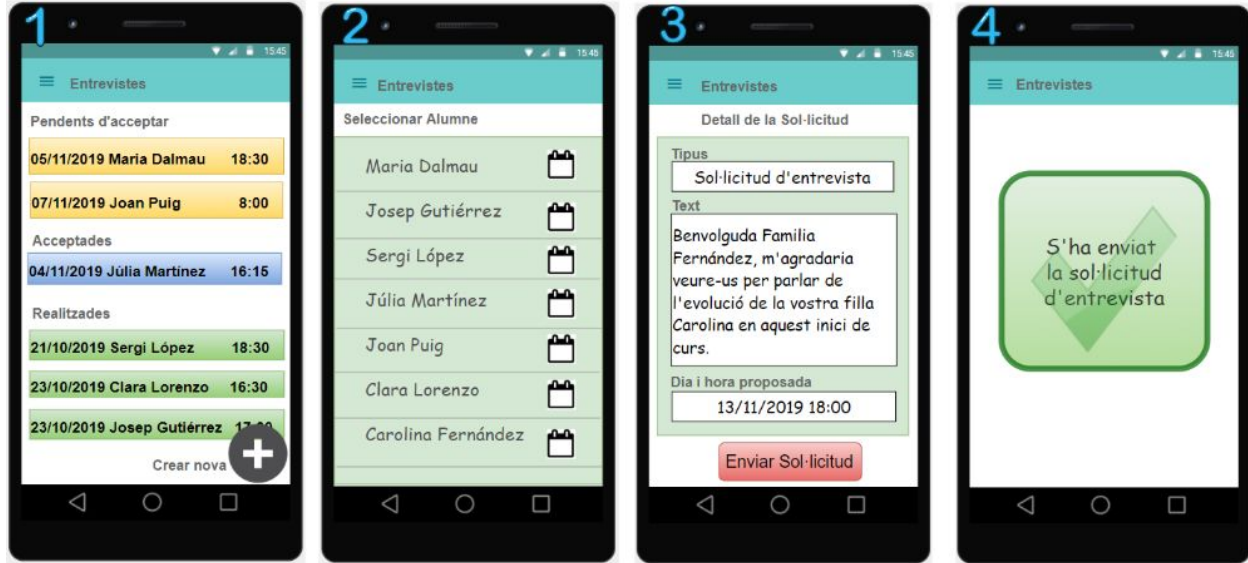 1
15:45
Entrevistes
Pendents d'acceptar
05/11/2019 Maria Dalmau 18:30
07/11/2019 Joan Puig 8:00
Acceptades
04/11/2019 Júlia Martínez 16:15
Realitzades
21/10/2019 Sergi López 18:30
23/10/2019 Clara Lorenzo 16:30
23/10/2019 Josep Gutiérrez
Crear nova
2
15:45
Entrevistes
Seleccionar Alumne
Maria Dalmau
Josep Gutiérrez
Sergi López
Júlia Martínez
Joan Puig
Clara Lorenzo
Carolina Fernández
3
15:45
Entrevistes
Detall de la Sol·licitud
Tipus
Sol·licitud d'entrevista
Text
Benvolguda Familia
Fernández, m'agradaria
veure-us per parlar de
l'evolució de la vostra filla
Carolina en aquest inici de
curs.
Dia i hora proposada
13/11/2019 18:00
Enviar Sol·licitud
4
15:45
Entrevistes
S'ha enviat
la sol·licitud
d'entrevista